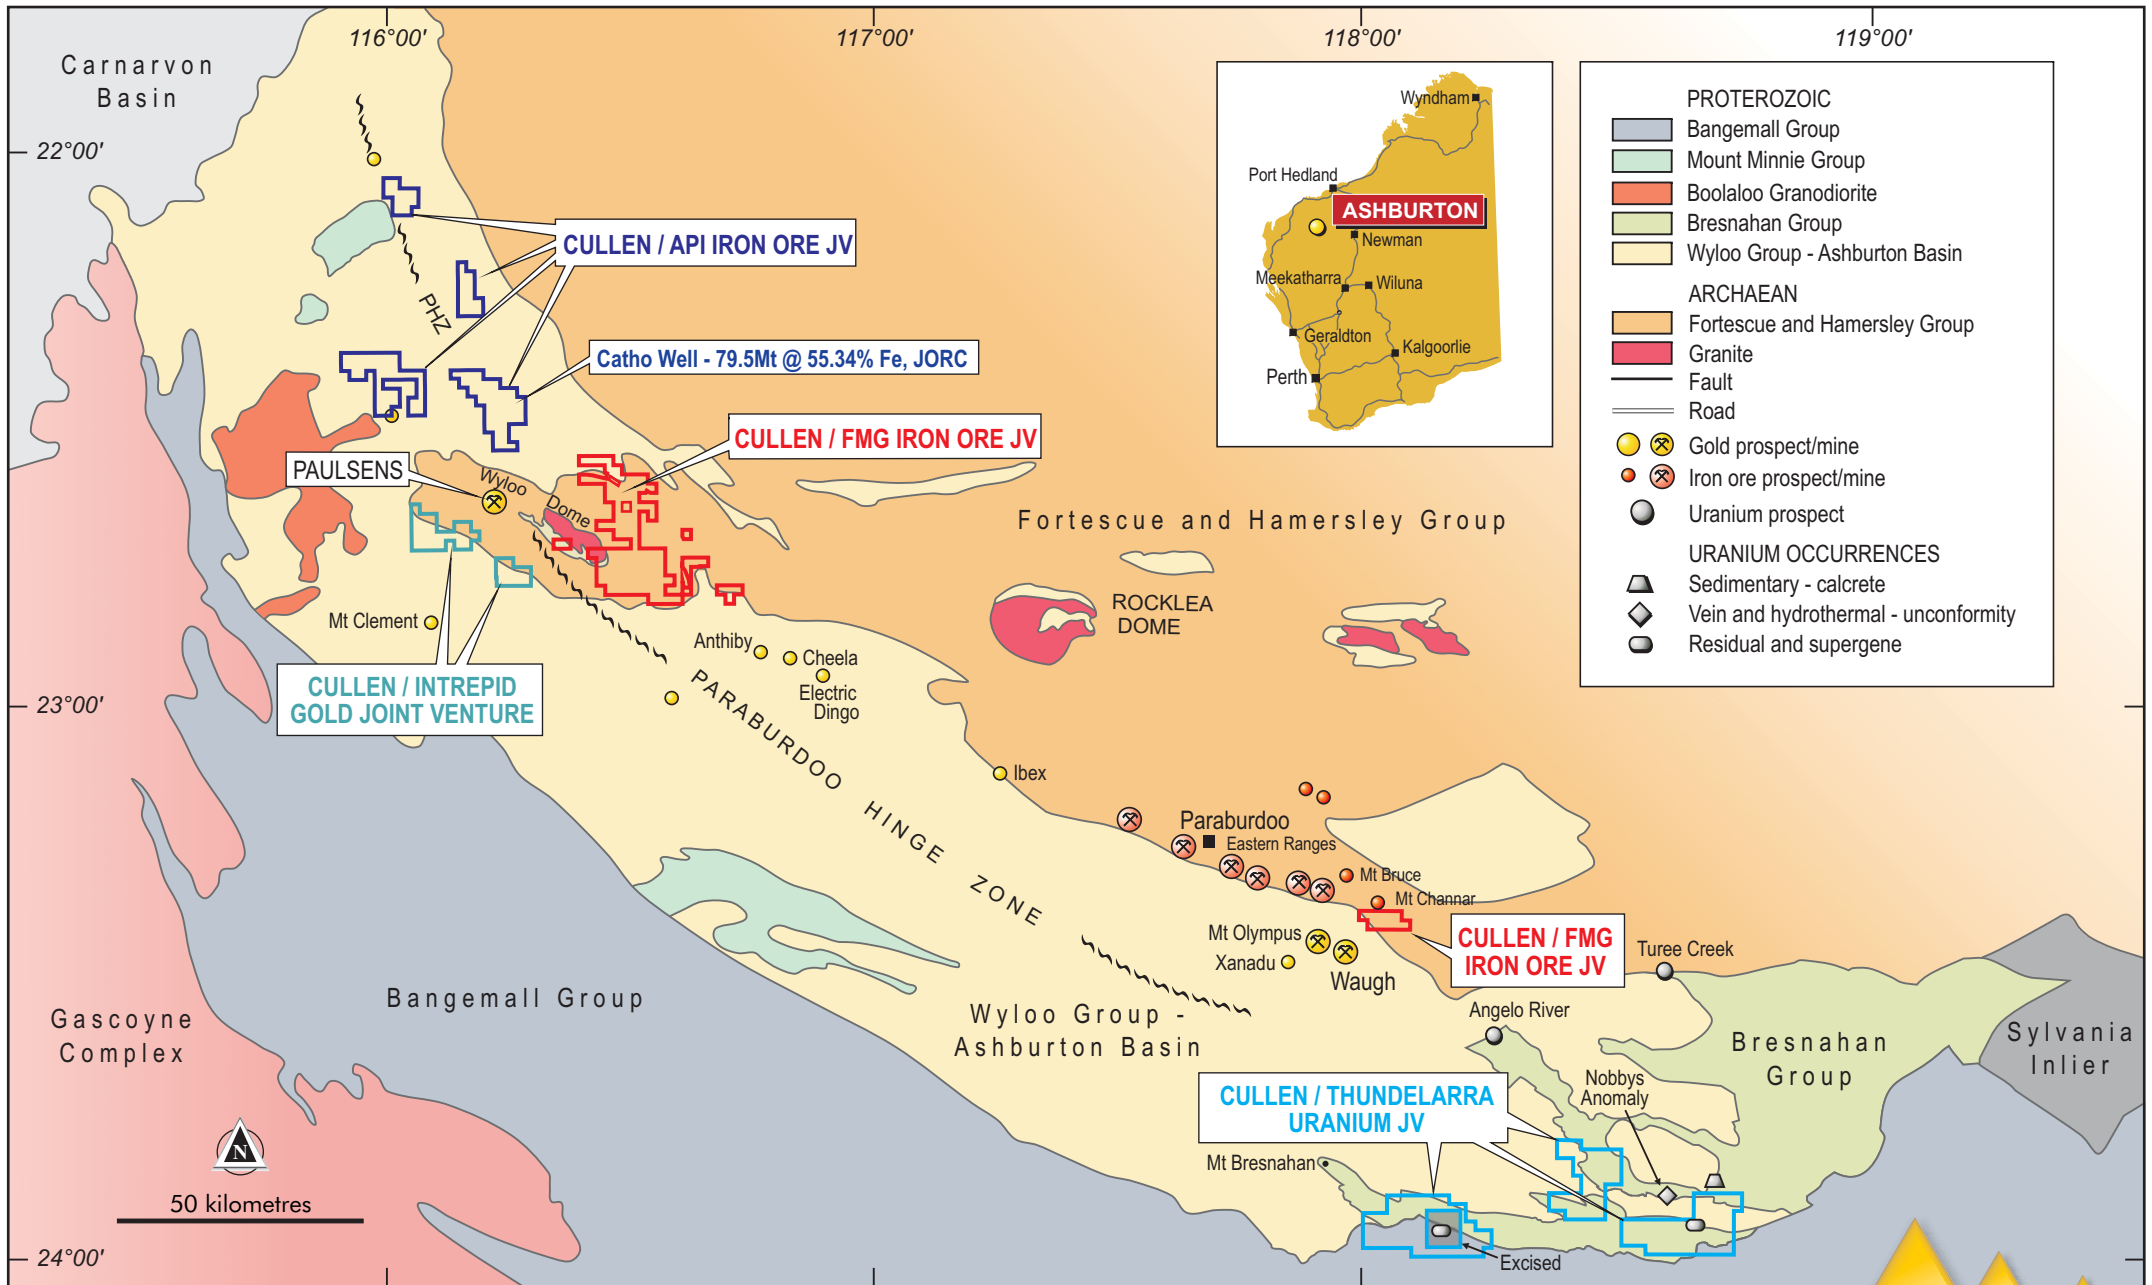 116°00'
117°00'
118°00'
119°00'
22°00'
23°00'
24°00'
Carnarvon
Basin
PHZ
CULLEN / API IRON ORE JV
Catho Well - 79.5Mt @ 55.34% Fe, JORC
CULLEN / FMG IRON ORE JV
PAULSENS
Wyloo
Dome
Mt Clement
CULLEN / INTREPID
GOLD JOINT VENTURE
Anthiby
Cheela
Electric
Dingo
PARABURDOO HINGE ZONE
Ibex
Fortescue and Hamersley Group
ROCKLEA
DOME
Paraburdoo
Eastern Ranges
Mt Bruce
Mt Channar
Mt Olympus
Xanadu
Waugh
CULLEN / FMG
IRON ORE JV
Turee Creek
Angelo River
Wyloo Group -
Ashburton Basin
Bangemall Group
Gascoyne
Complex
Bresnahan
Group
Sylvania
Inlier
Nobbys
Anomaly
CULLEN / THUNDELARRA
URANIUM JV
Mt Bresnahan
Excised
N
50 kilometres
Wyndham
Port Hedland
ASHBURTON
Newman
Meekatharra
Wiluna
Geraldton
Kalgoorlie
Perth
PROTEROZOIC
Bangemall Group
Mount Minnie Group
Boolaloo Granodiorite
Bresnahan Group
Wyloo Group - Ashburton Basin
ARCHAEAN
Fortescue and Hamersley Group
Granite
Fault
Road
Gold prospect/mine
Iron ore prospect/mine
Uranium prospect
URANIUM OCCURRENCES
Sedimentary - calcrete
Vein and hydrothermal - unconformity
Residual and supergene